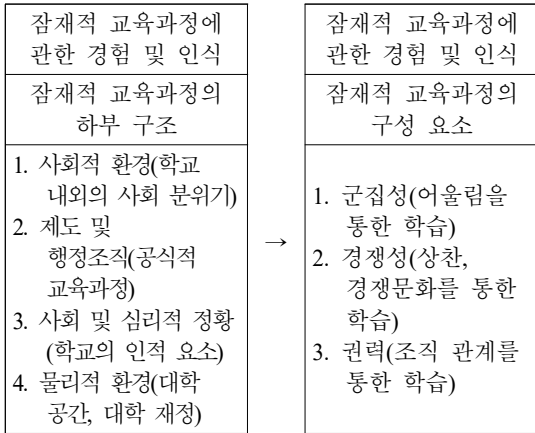 잠재적 교육과정에
관한 경험 및 인식
잠재적 교육과정의
하부 구조
1. 사회적 환경(학교
내외의 사회 분위기)
2. 제도 및
행정조직(공식적
교육과정)
3. 사회 및 심리적 정황
(학교의 인적 요소)
4. 물리적 환경(대학
공간, 대학 재정)
→
잠재적 교육과정에
관한 경험 및 인식
잠재적 교육과정의
구성 요소
1. 군집성(어울림을
통한 학습)
2. 경쟁성(상찬,
경쟁문화를 통한
학습)
3. 권력(조직 관계를
통한 학습)